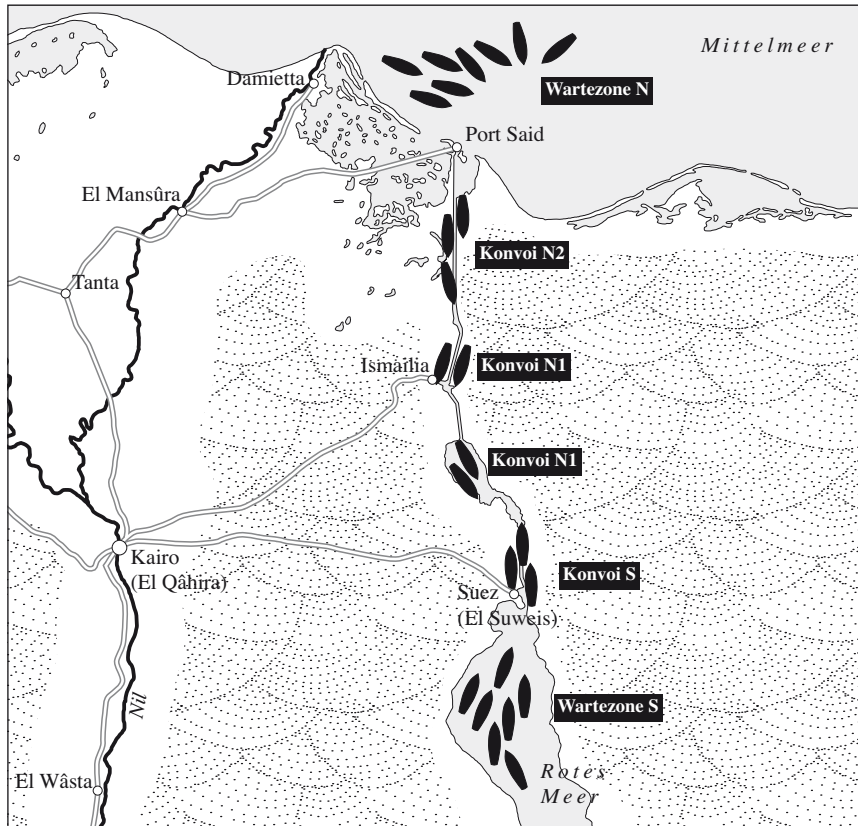 Mittelmeer
Damietta
Wartezone N
Port Said
El Mansûra
Konvoi N2
Tanta
Ismailia
Konvoi N1
Konvoi N1
Kairo
(El Qâhira)
Konvoi S
Suez
(El Suweis)
Nil
Wartezone S
El Wâsta
Rotes
Meer